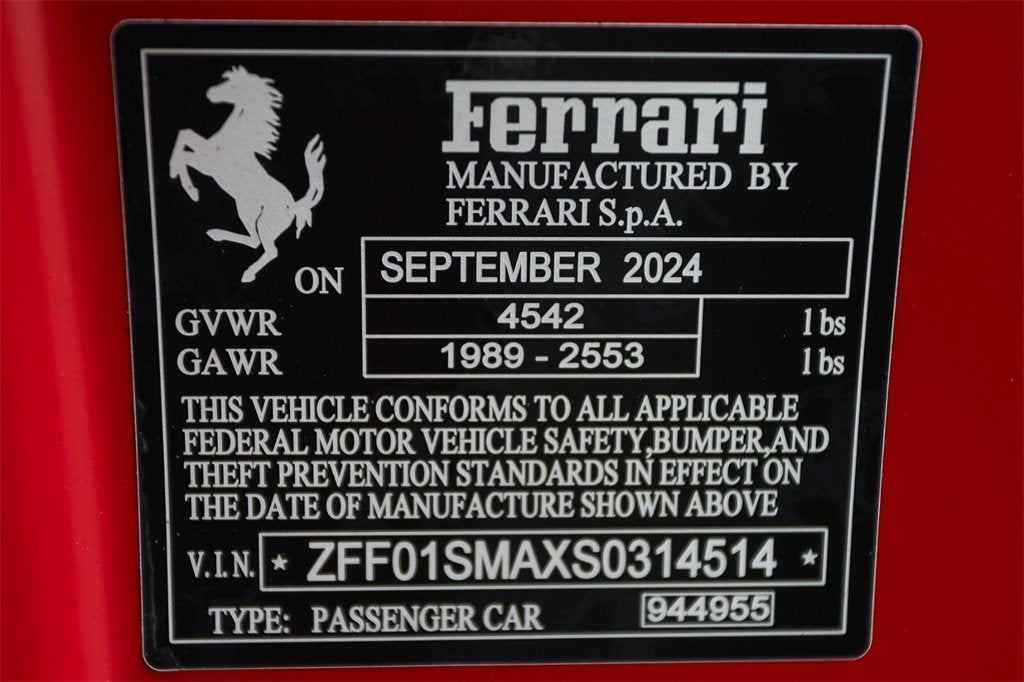 Ferrari
MANUFACTURED BY
FERRARI S.p.A.
ON SEPTEMBER 2024
GVWR 4542 lbs
GAWR 1989 - 2553 lbs
THIS VEHICLE CONFORMS TO ALL APPLICABLE
FEDERAL MOTOR VEHICLE SAFETY,BUMPER,AND
THEFT PREVENTION STANDARDS IN EFFECT ON
THE DATE OF MANUFACTURE SHOWN ABOVE
V.I.N. * ZFF01SMAXS0314514 *
TYPE: PASSENGER CAR 944955